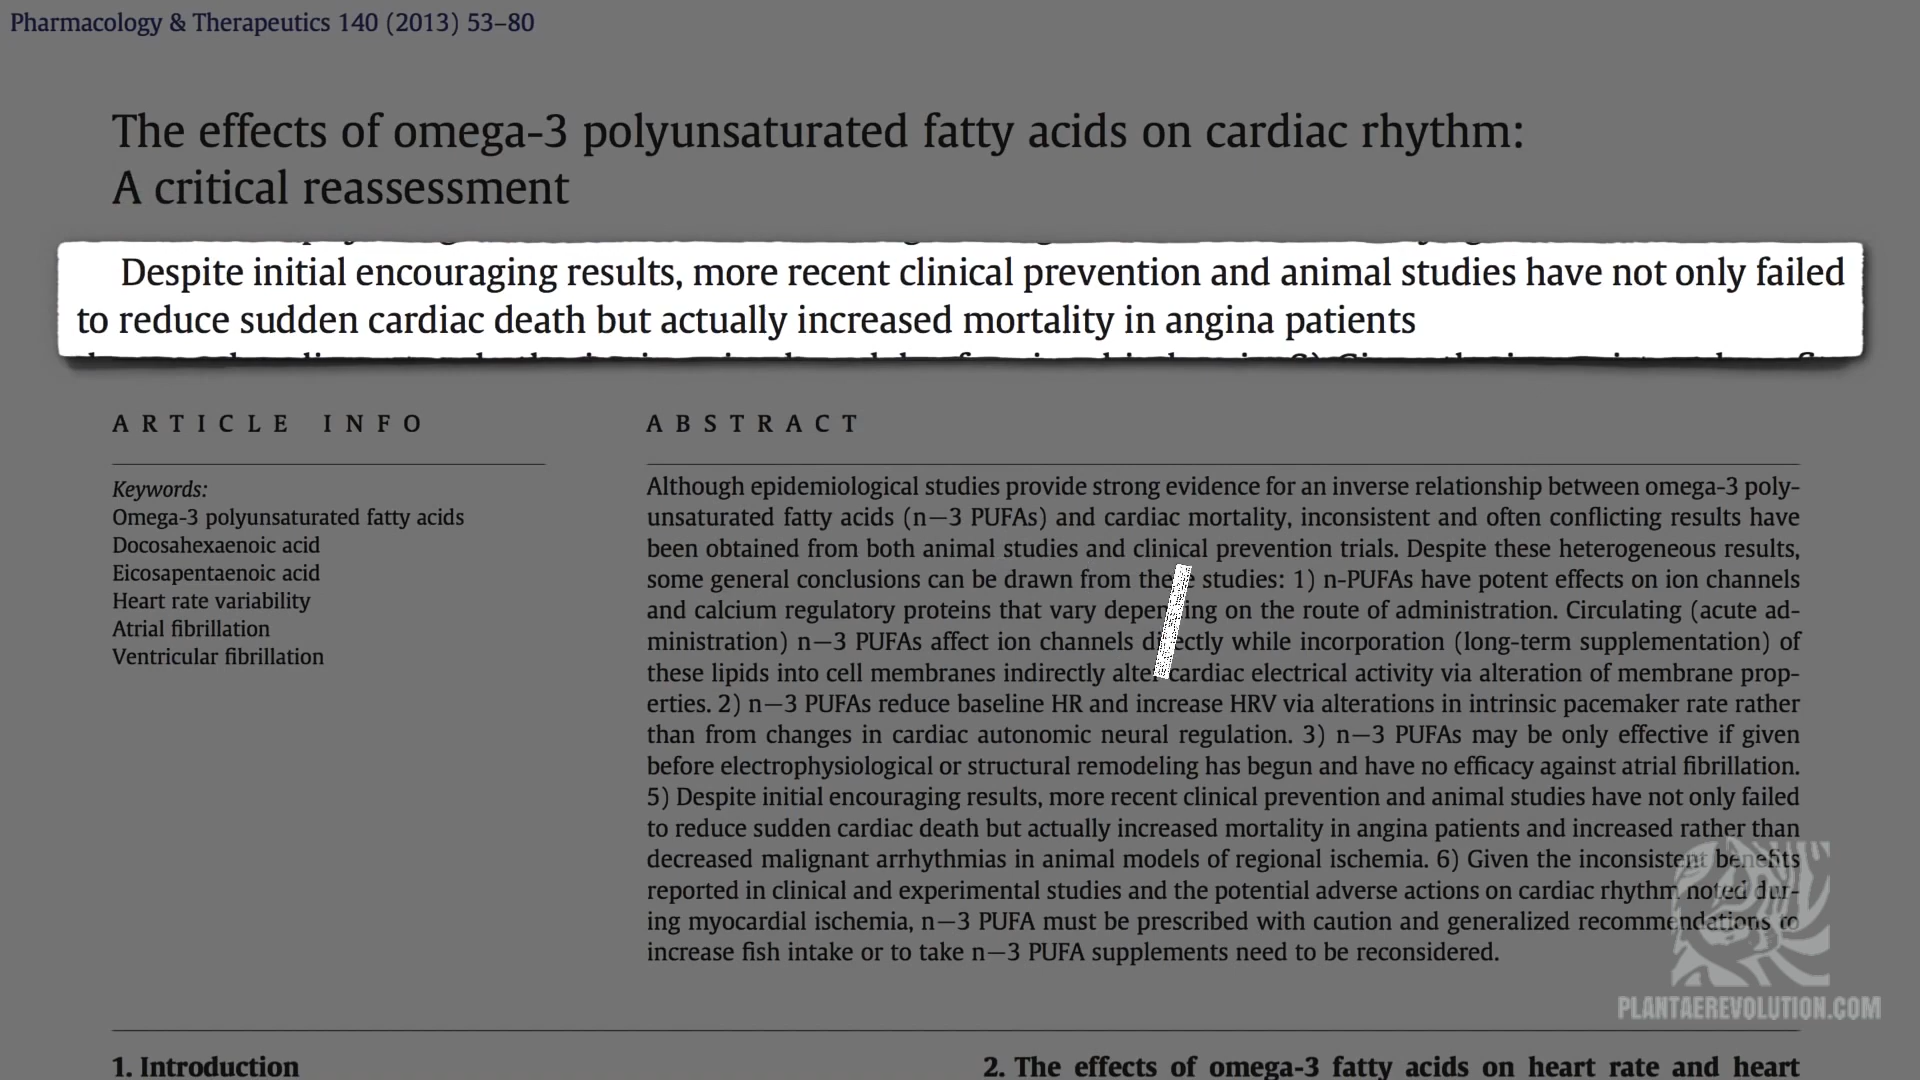 Pharmacology & Therapeutics 140 (2013) 53–80
The effects of omega-3 polyunsaturated fatty acids on cardiac rhythm:
A critical reassessment
Despite initial encouraging results, more recent clinical prevention and animal studies have not only failed
to reduce sudden cardiac death but actually increased mortality in angina patients
ARTICLE INFO
Keywords:
Omega-3 polyunsaturated fatty acids
Docosahexaenoic acid
Eicosapentaenoic acid
Heart rate variability
Atrial fibrillation
Ventricular fibrillation
ABSTRACT
Although epidemiological studies provide strong evidence for an inverse relationship between omega-3 poly-
unsaturated fatty acids (n−3 PUFAs) and cardiac mortality, inconsistent and often conflicting results have
been obtained from both animal studies and clinical prevention trials. Despite these heterogeneous results,
some general conclusions can be drawn from these studies: 1) n-PUFAs have potent effects on ion channels
and calcium regulatory proteins that vary depending on the route of administration. Circulating (acute ad-
ministration) n−3 PUFAs affect ion channels directly while incorporation (long-term supplementation) of
these lipids into cell membranes indirectly alter cardiac electrical activity via alteration of membrane prop-
erties. 2) n−3 PUFAs reduce baseline HR and increase HRV via alterations in intrinsic pacemaker rate rather
than from changes in cardiac autonomic neural regulation. 3) n−3 PUFAs may be only effective if given
before electrophysiological or structural remodeling has begun and have no efficacy against atrial fibrillation.
5) Despite initial encouraging results, more recent clinical prevention and animal studies have not only failed
to reduce sudden cardiac death but actually increased mortality in angina patients and increased rather than
decreased malignant arrhythmias in animal models of regional ischemia. 6) Given the inconsistent benefits
reported in clinical and experimental studies and the potential adverse actions on cardiac rhythm noted dur-
ing myocardial ischemia, n−3 PUFA must be prescribed with caution and generalized recommendations to
increase fish intake or to take n−3 PUFA supplements need to be reconsidered.
PLANTAEREVOLUTION.COM
1. Introduction
2. The effects of omega-3 fatty acids on heart rate and heart